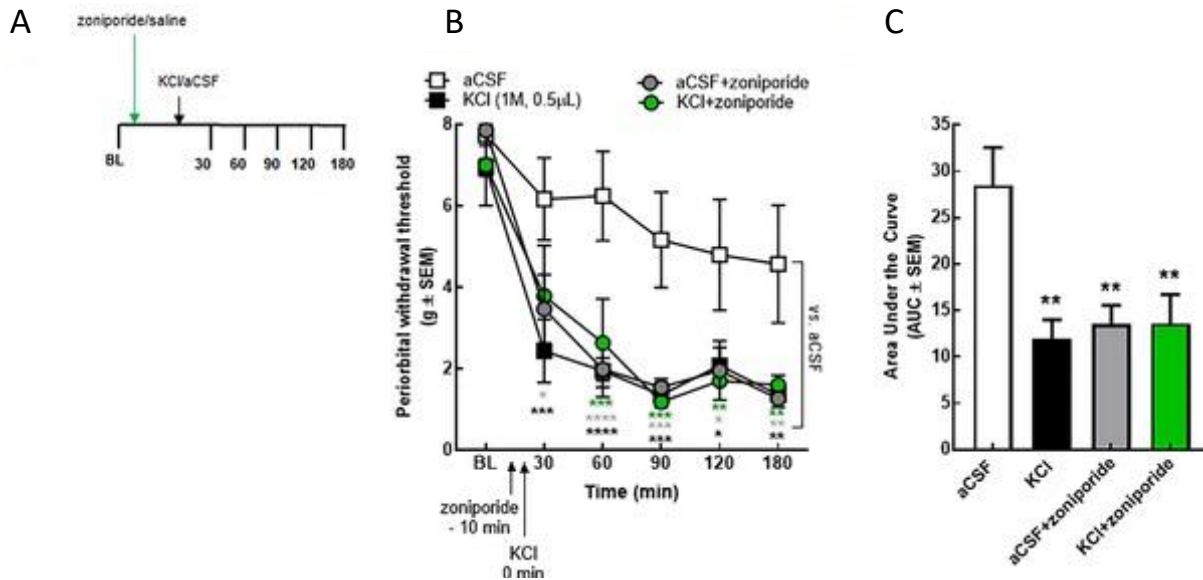 A
zoniporide/saline
KCl/aCSF
BL 30 60 90 120 180
B
aCSF
KCl (1M, 0.5µL)
aCSF+zoniporide
KCl+zoniporide
Periorbital withdrawal threshold
(g ± SEM)
8
6
4
2
0
vs. aCSF
*
***
***
****
****
***
***
***
**
*
*
**
**
**
BL 30 60 90 120 180
Time (min)
zoniporide
- 10 min
KCl
0 min
C
Area Under the Curve
(AUC ± SEM)
35
30
25
20
15
10
5
0
** ** **
aCSF
KCl
aCSF+zoniporide
KCl+zoniporide